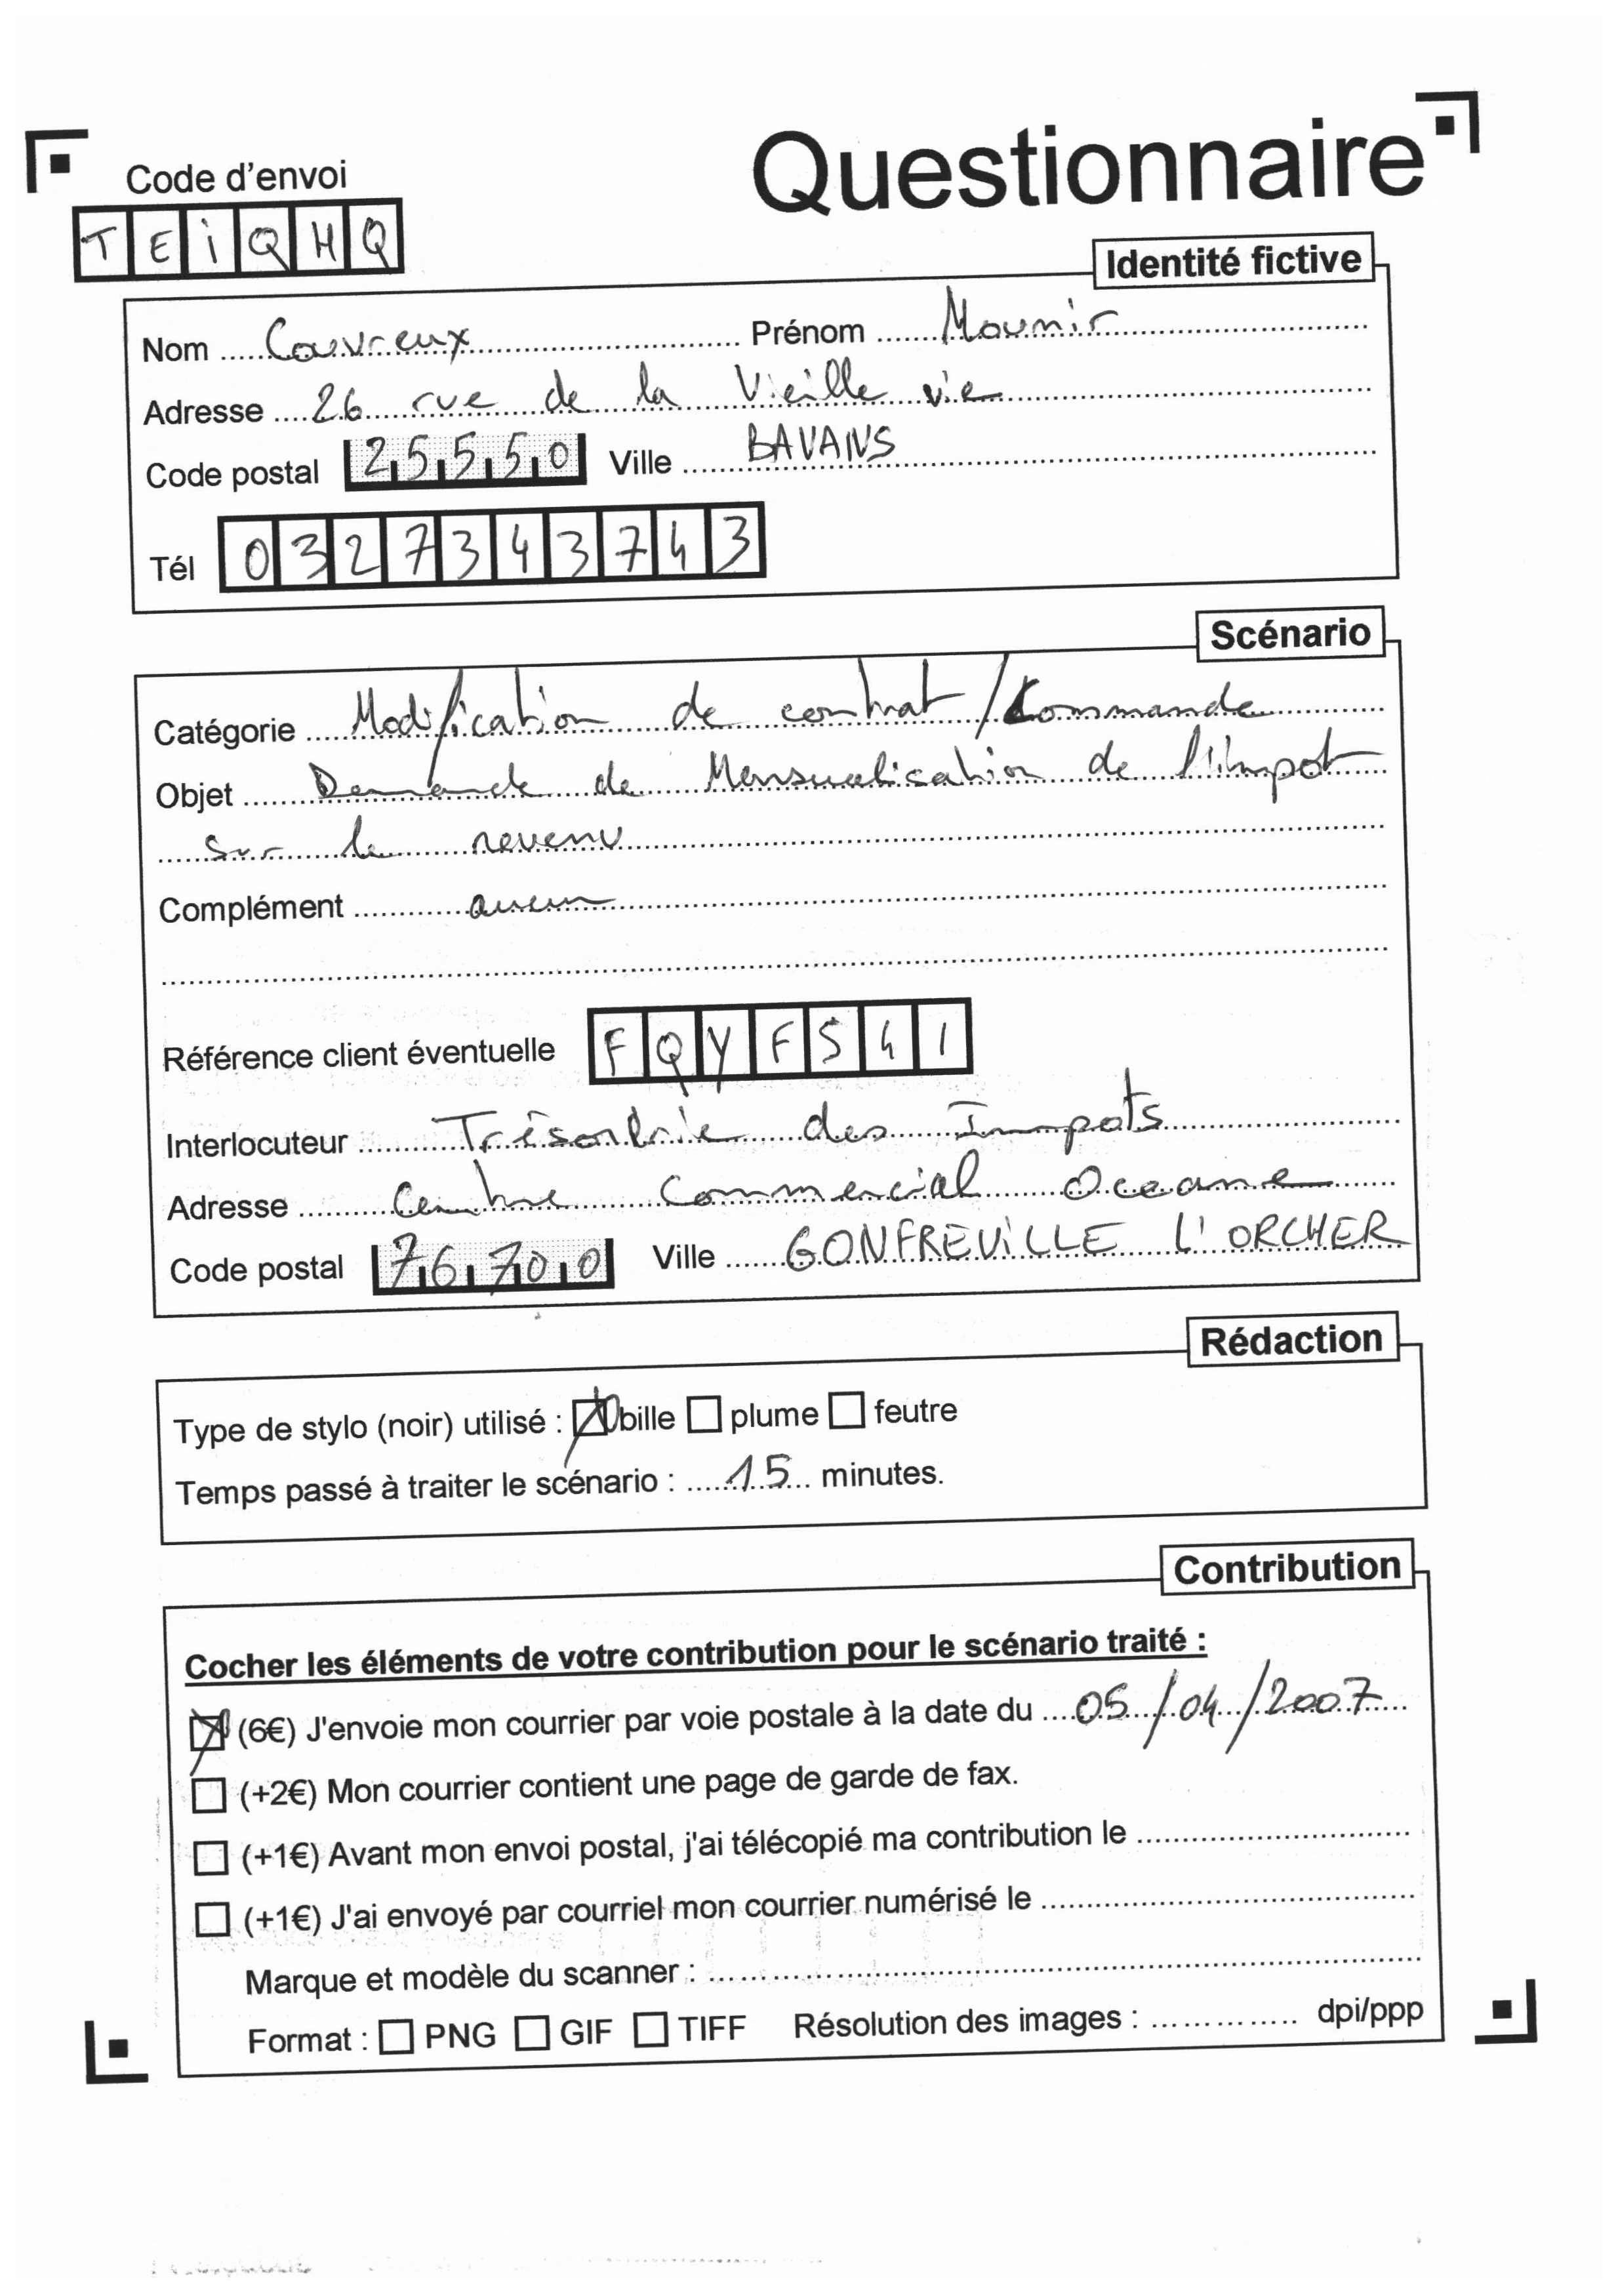 Questionnaire
Code d'envoi
TEiQHQ
Identité fictive
Nom Couvreux Prénom Mounir
Adresse 26 rue de la Vieille vie
Code postal 25550 Ville BAVANS
Tél 0327343743
Scénario
Catégorie Modification de contrat / Commande
Objet Demande de Mensualisation de l'impot
sur le revenu
Complément aucun
Référence client éventuelle FQYFS41
Interlocuteur des Impots
Adresse Centre Commercial Oceane
Code postal 76700 Ville GONFREViLLE L'ORCHER
Rédaction
Type de stylo (noir) utilisé : bille plume feutre
Temps passé à traiter le scénario : 15 minutes.
Contribution
Cocher les éléments de votre contribution pour le scénario traité :
(6€) J'envoie mon courrier par voie postale à la date du 05/04/2007
(+2€) Mon courrier contient une page de garde de fax.
(+1€) Avant mon envoi postal, j'ai télécopié ma contribution le
(+1€) J'ai envoyé par courriel mon courrier numérisé le
Marque et modèle du scanner :
Format : PNG GIF TIFF Résolution des images : dpi/ppp